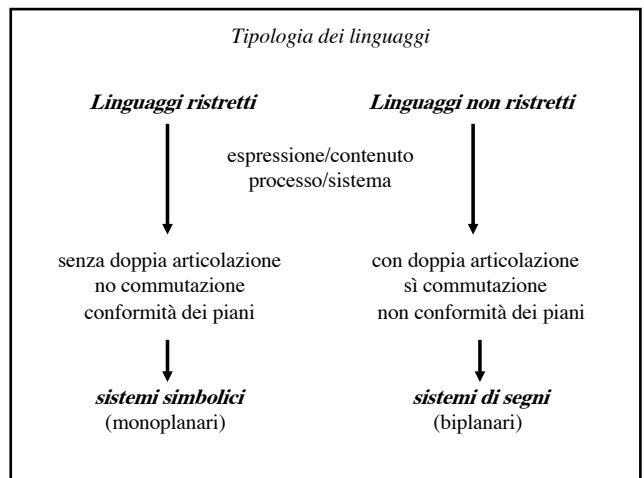 Tipologia dei linguaggi
Linguaggi ristretti
Linguaggi non ristretti
espressione/contenuto
processo/sistema
senza doppia articolazione
no commutazione
conformità dei piani
con doppia articolazione
sì commutazione
non conformità dei piani
sistemi simbolici
(monoplanari)
sistemi di segni
(biplanari)